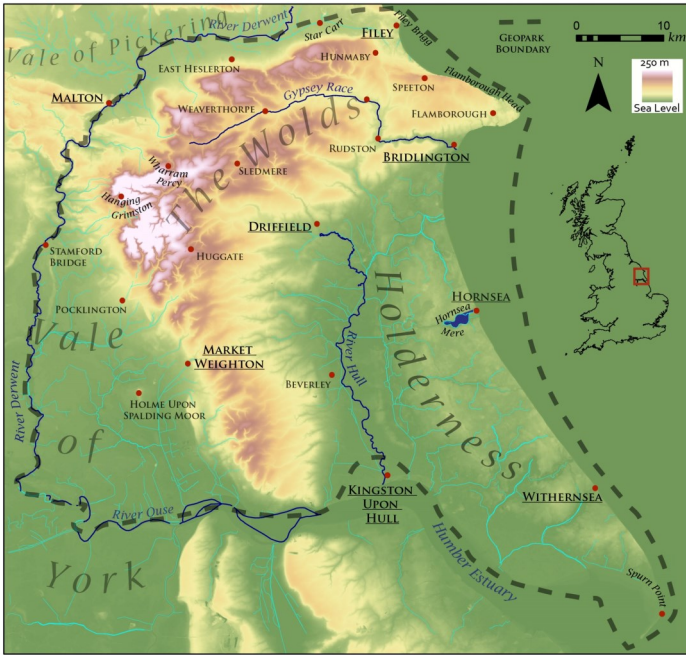 River Derwent
Vale of Pickering
Star Carr
FILEY
Filey Brigg
GEOPARK
BOUNDARY
0
10
km
N
250 m
Sea Level
EAST HESLERTON
HUNMABY
SPEETON
Flamborough Head
MALTON
WEAVERTHORPE
Gypsey Race
FLAMBOROUGH
RUDSTON
BRIDLINGTON
The Wolds
Wharram
Percy
SLEDMERE
Hanging
Grimston
DRIFFIELD
STAMFORD
BRIDGE
HUGGATE
POCKLINGTON
Holderness
HORNSEA
Hornsea
Mere
Vale
River Hull
MARKET
WEIGHTON
BEVERLEY
HOLME UPON
SPALDING MOOR
River Derwent
of
KINGSTON
UPON
HULL
WITHERNSEA
River Ouse
Humber Estuary
York
Spurn Point